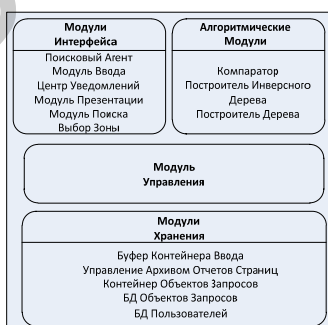 Модули
Интерфейса
Поисковый Агент
Модуль Ввода
Центр Уведомлений
Модуль Презентации
Модуль Поиска
Выбор Зоны
Алгоритмические
Модули
Компаратор
Построитель Инверсного
Дерева
Построитель Дерева
Модуль
Управления
Модули
Хранения
Буфер Контейнера Ввода
Управление Архивом Отчетов Страниц
Контейнер Объектов Запросов
БД Объектов Запросов
БД Пользователей